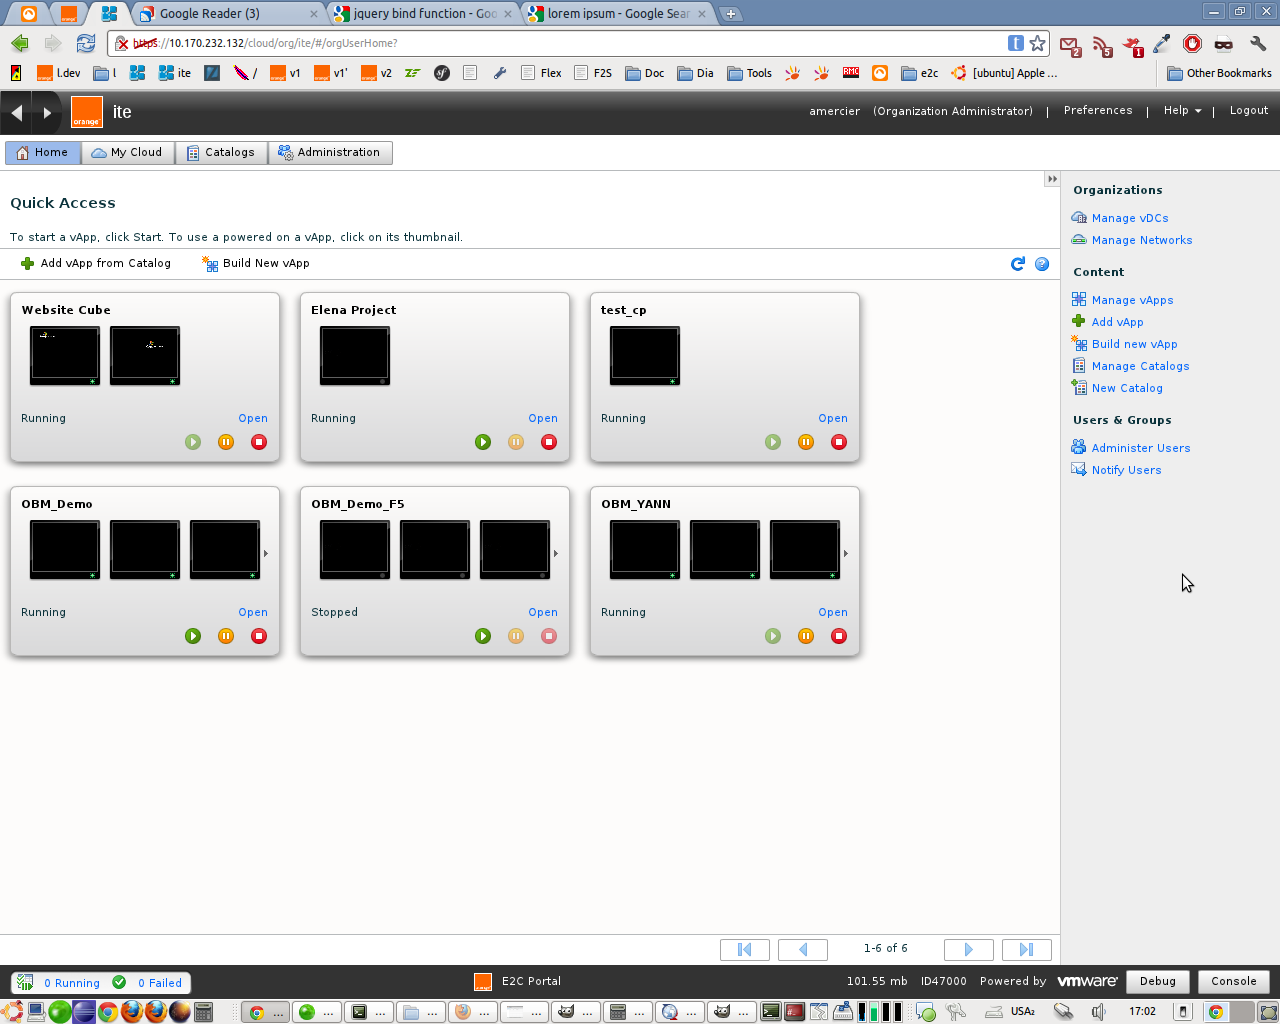 Google Reader (3)
jquery bind function - Goo
lorem ipsum - Google Sear
https://10.170.232.132/cloud/org/ite/#/orgUserHome?
2
5
1
l.dev
l
ite
/
v1
v1'
v2
Flex
F2S
Doc
Dia
Tools
e2c
[ubuntu] Apple ...
Other Bookmarks
orange
ite
amercier (Organization Administrator) | Preferences | Help | Logout
Home
My Cloud
Catalogs
Administration
Quick Access
To start a vApp, click Start. To use a powered on a vApp, click on its thumbnail.
Add vApp from Catalog
Build New vApp
Website Cube
Running
Open
Elena Project
Running
Open
test_cp
Running
Open
OBM_Demo
Running
Open
OBM_Demo_F5
Stopped
Open
OBM_YANN
Running
Open
Organizations
Manage vDCs
Manage Networks
Content
Manage vApps
Add vApp
Build new vApp
Manage Catalogs
New Catalog
Users & Groups
Administer Users
Notify Users
1-6 of 6
0 Running
0 Failed
E2C Portal
101.55 mb
ID47000
Powered by
vmware
Debug
Console
...
...
...
...
...
...
...
...
...
...
USA2
17:02
...